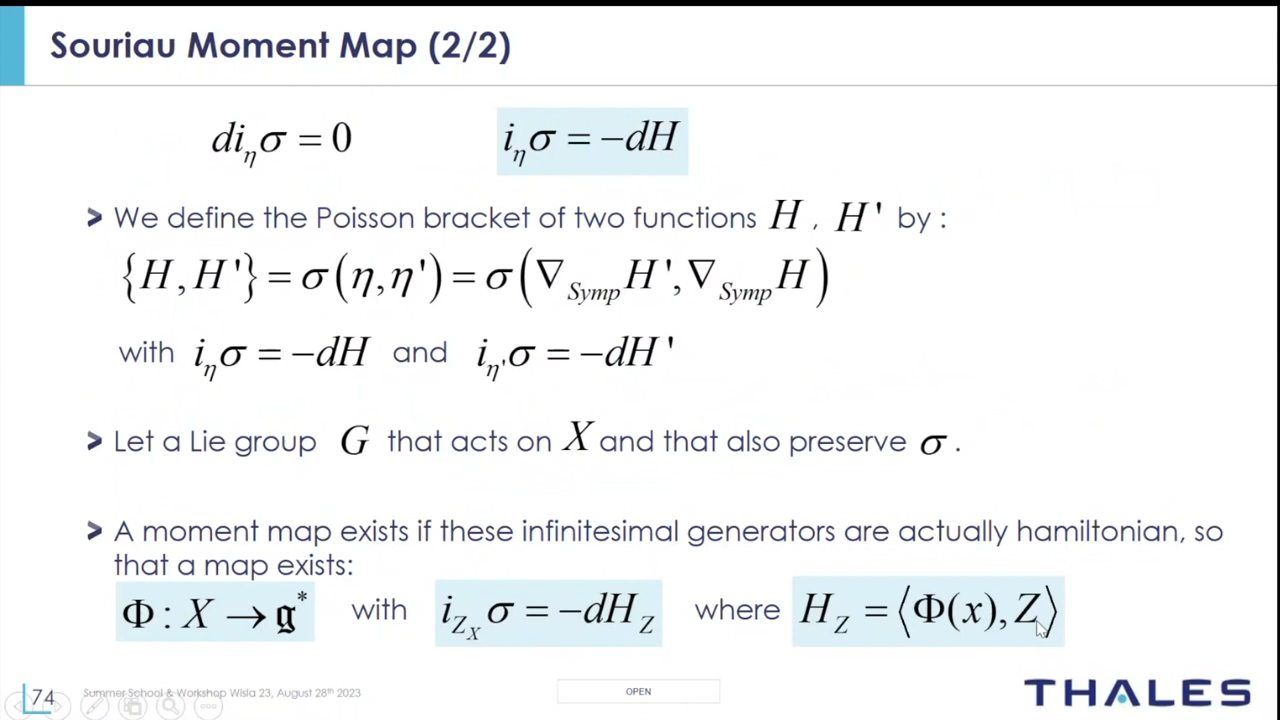 Souriau Moment Map (2/2)
di_η σ = 0    i_η σ = −dH
➢ We define the Poisson bracket of two functions H , H ' by :
{H, H '} = σ(η, η') = σ(∇_Symp H ', ∇_Symp H)
with i_η σ = −dH and i_η' σ = −dH '
➢ Let a Lie group G that acts on X and that also preserve σ .
➢ A moment map exists if these infinitesimal generators are actually hamiltonian, so
that a map exists:
Φ : X → 𝔤* with i_{Z_X} σ = −dH_Z where H_Z = ⟨Φ(x), Z⟩
74 Summer School & Workshop Wisla 23, August 28th 2023 OPEN THALES